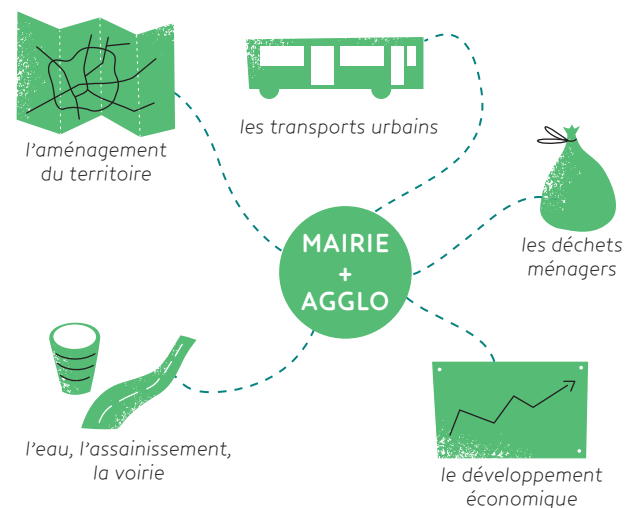 l'aménagement
du territoire
les transports urbains
les déchets
ménagers
MAIRIE
+
AGGLO
l'eau, l'assainissement,
la voirie
le développement
économique